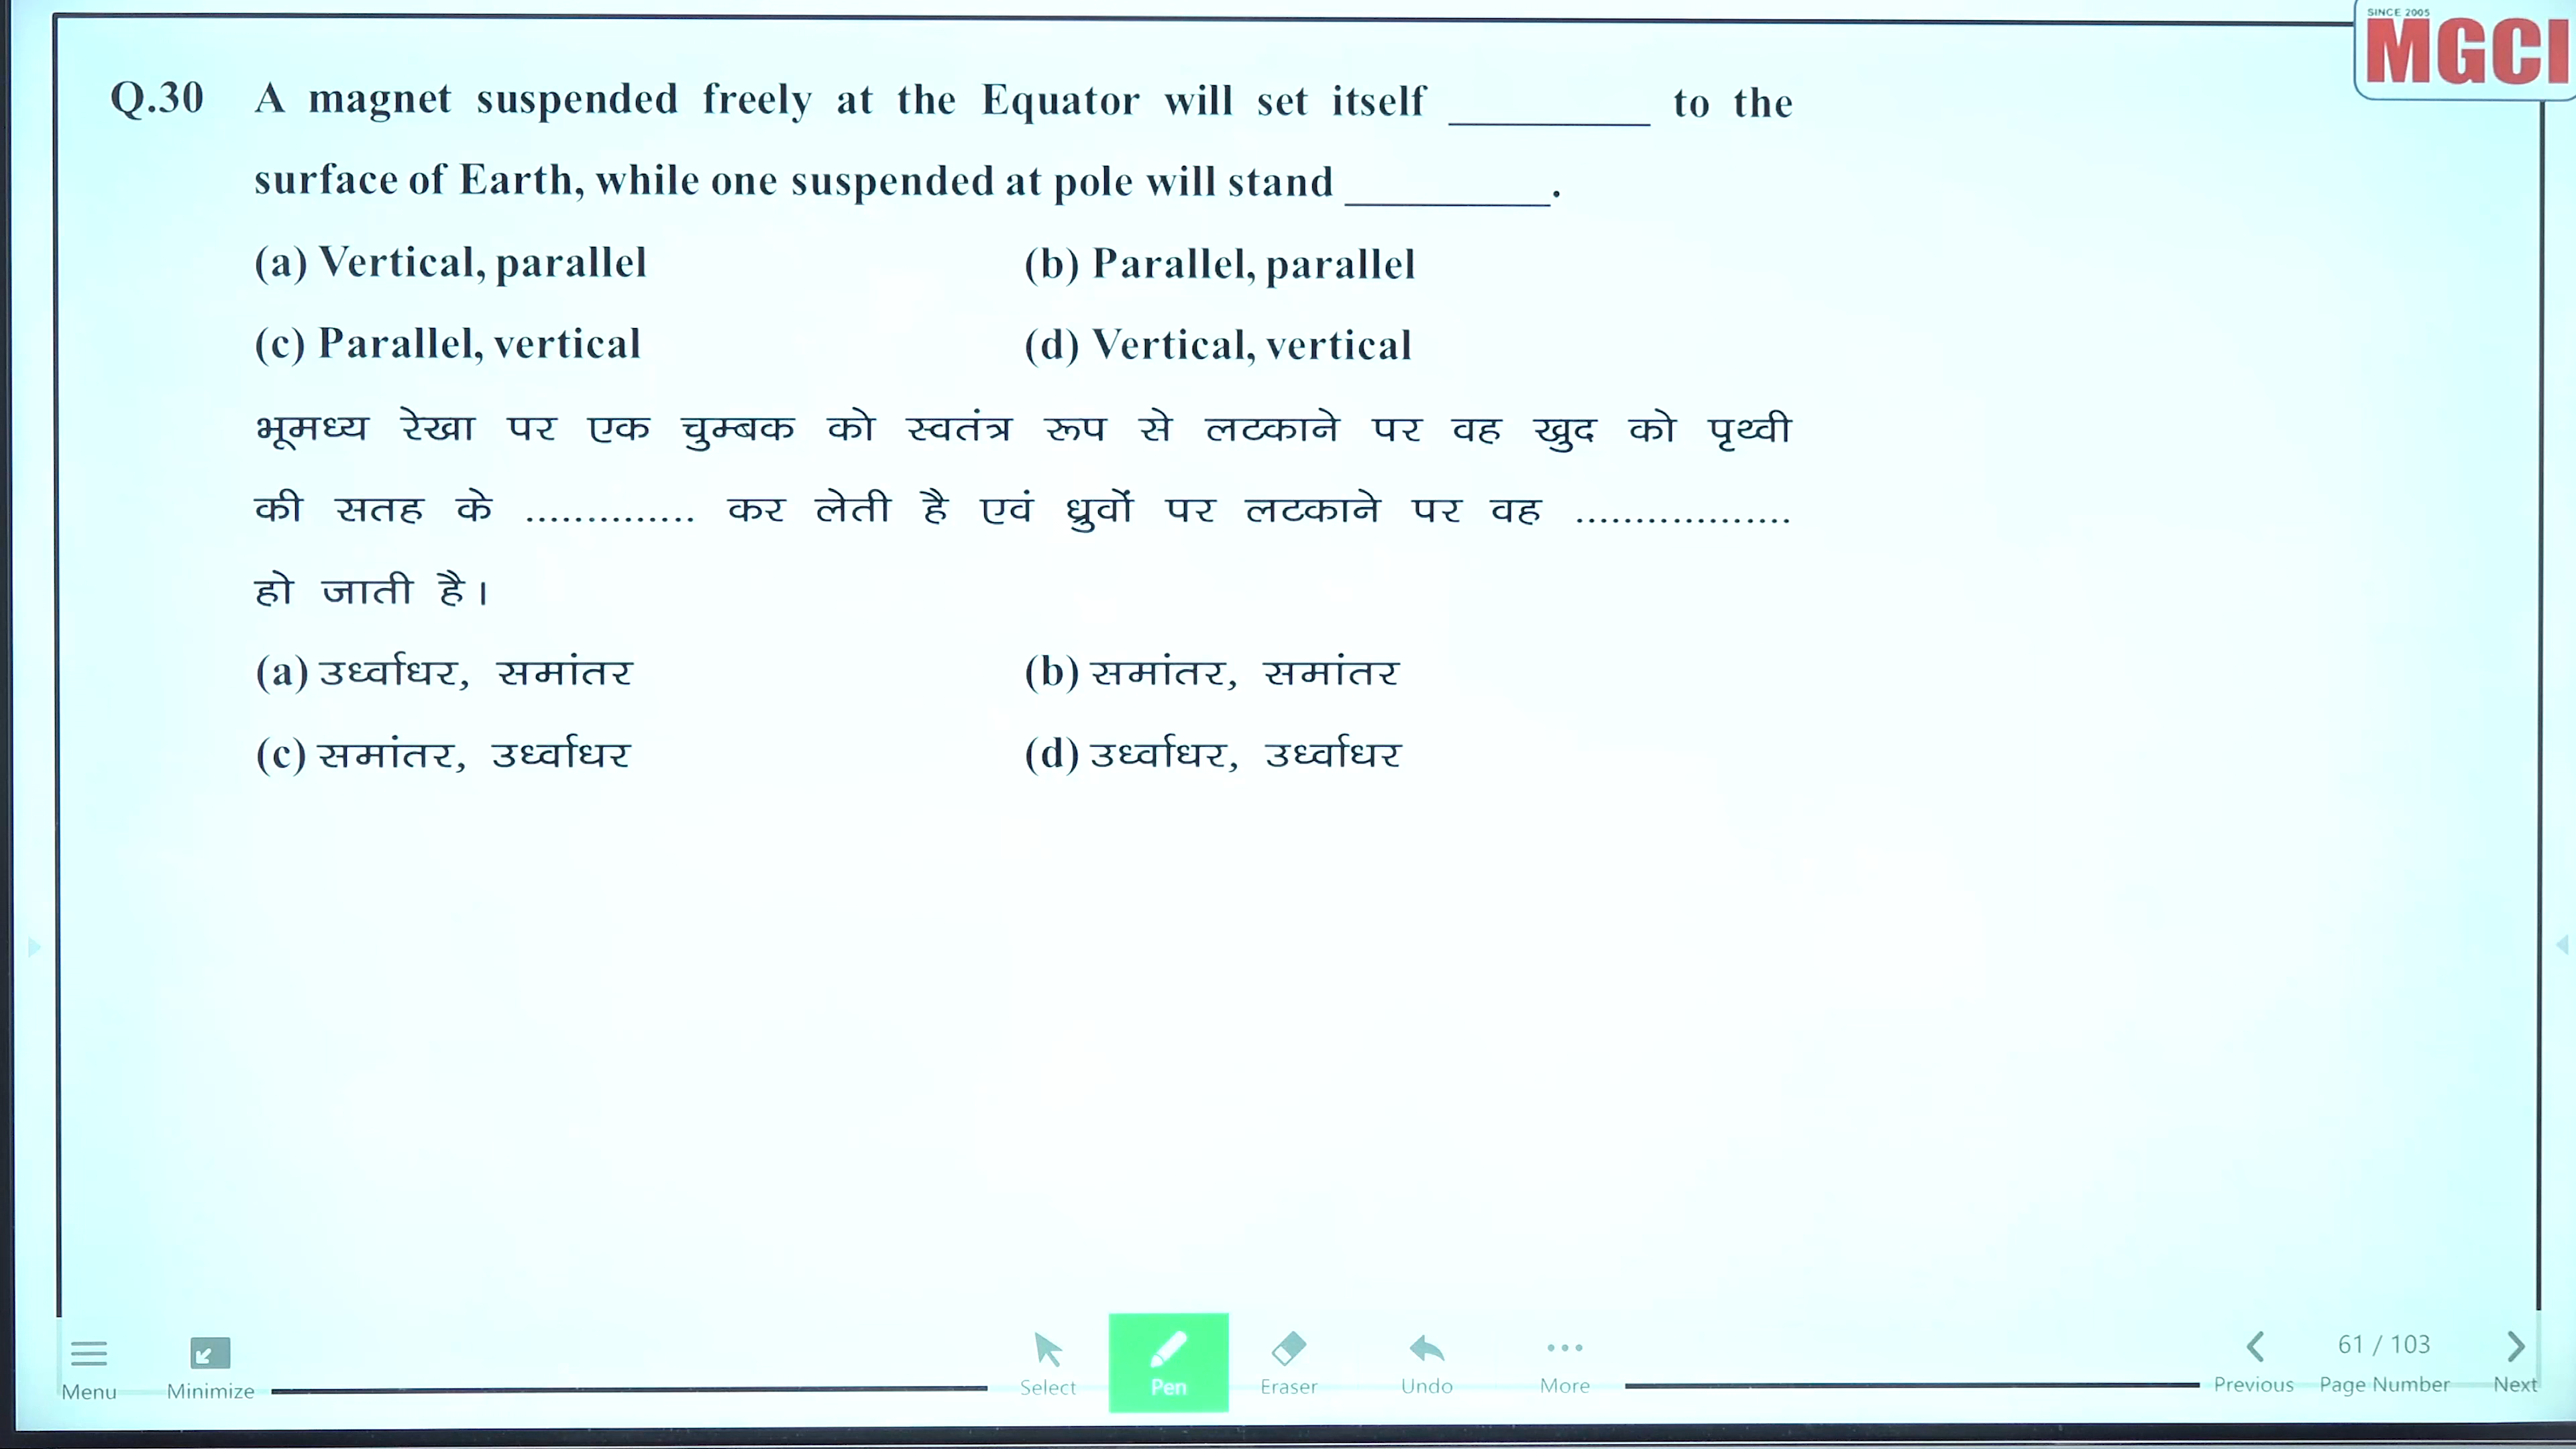 SINCE 2005
MGCI
Q.30 A magnet suspended freely at the Equator will set itself ________ to the
surface of Earth, while one suspended at pole will stand ________.
(a) Vertical, parallel (b) Parallel, parallel
(c) Parallel, vertical (d) Vertical, vertical
भूमध्य रेखा पर एक चुम्बक को स्वतंत्र रूप से लटकाने पर वह खुद को पृथ्वी
की सतह के .............. कर लेती है एवं ध्रुवों पर लटकाने पर वह ..................
हो जाती है।
(a) उर्ध्वाधर, समांतर (b) समांतर, समांतर
(c) समांतर, उर्ध्वाधर (d) उर्ध्वाधर, उर्ध्वाधर
Menu Minimize Select Pen Eraser Undo More Previous 61 / 103 Page Number Next